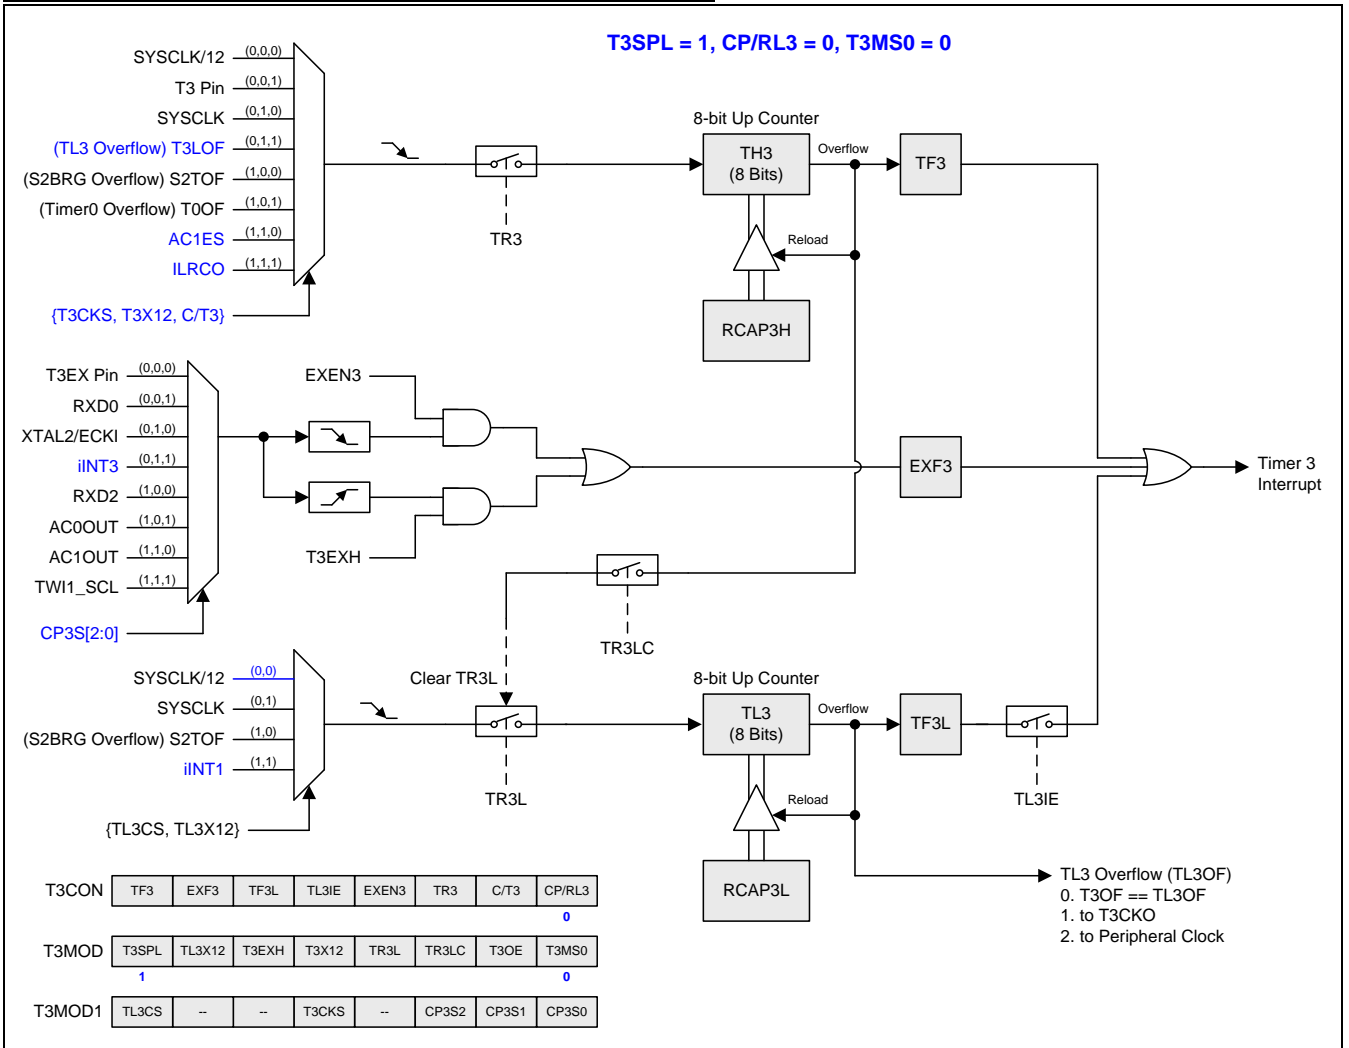 T3SPL = 1, CP/RL3 = 0, T3MS0 = 0
SYSCLK/12 (0,0,0)
T3 Pin (0,0,1)
SYSCLK (0,1,0)
(TL3 Overflow) T3LOF (0,1,1)
(S2BRG Overflow) S2TOF (1,0,0)
(Timer0 Overflow) T0OF (1,0,1)
AC1ES (1,1,0)
ILRCO (1,1,1)
{T3CKS, T3X12, C/T3}
TR3
8-bit Up Counter
TH3
(8 Bits)
Overflow
TF3
Reload
RCAP3H
T3EX Pin (0,0,0)
RXD0 (0,0,1)
XTAL2/ECKI (0,1,0)
iINT3 (0,1,1)
RXD2 (1,0,0)
AC0OUT (1,0,1)
AC1OUT (1,1,0)
TWI1_SCL (1,1,1)
CP3S[2:0]
EXEN3
T3EXH
EXF3
Timer 3
Interrupt
TR3LC
Clear TR3L
SYSCLK/12 (0,0)
SYSCLK (0,1)
(S2BRG Overflow) S2TOF (1,0)
iINT1 (1,1)
{TL3CS, TL3X12}
TR3L
8-bit Up Counter
TL3
(8 Bits)
Overflow
TF3L
TL3IE
Reload
RCAP3L
TL3 Overflow (TL3OF)
0. T3OF == TL3OF
1. to T3CKO
2. to Peripheral Clock
T3CON TF3 EXF3 TF3L TL3IE EXEN3 TR3 C/T3 CP/RL3
0
T3MOD T3SPL TL3X12 T3EXH T3X12 TR3L TR3LC T3OE T3MS0
1 0
T3MOD1 TL3CS -- -- T3CKS -- CP3S2 CP3S1 CP3S0